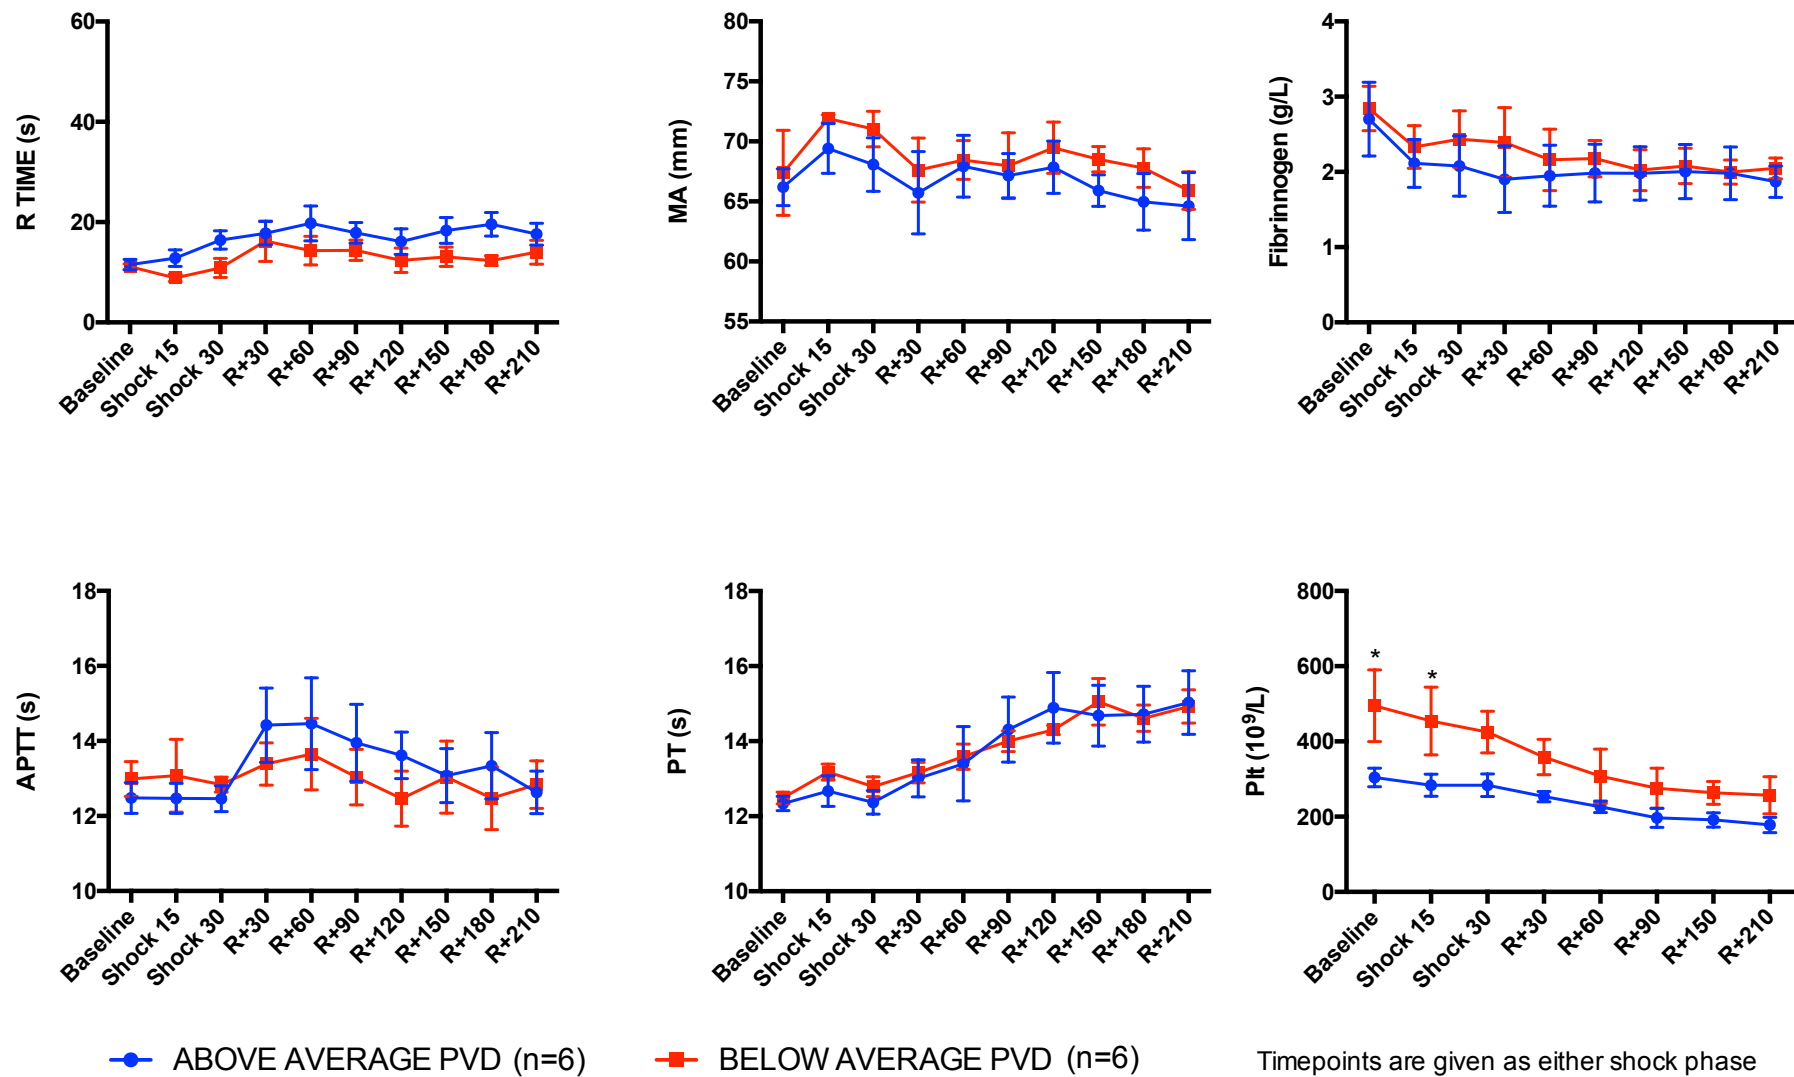 R TIME (s)
60
40
20
0
Baseline
Shock 15
Shock 30
R+30
R+60
R+90
R+120
R+150
R+180
R+210
MA (mm)
80
75
70
65
60
55
Baseline
Shock 15
Shock 30
R+30
R+60
R+90
R+120
R+150
R+180
R+210
Fibrinnogen (g/L)
4
3
2
1
0
Baseline
Shock 15
Shock 30
R+30
R+60
R+90
R+120
R+150
R+180
R+210
APTT (s)
18
16
14
12
10
Baseline
Shock 15
Shock 30
R+30
R+60
R+90
R+120
R+150
R+180
R+210
PT (s)
18
16
14
12
10
Baseline
Shock 15
Shock 30
R+30
R+60
R+90
R+120
R+150
R+180
R+210
Plt (10⁹/L)
800
600
400
200
0
*
*
Baseline
Shock 15
Shock 30
R+30
R+60
R+90
R+150
R+210
ABOVE AVERAGE PVD (n=6)
BELOW AVERAGE PVD (n=6)
Timepoints are given as either shock phase